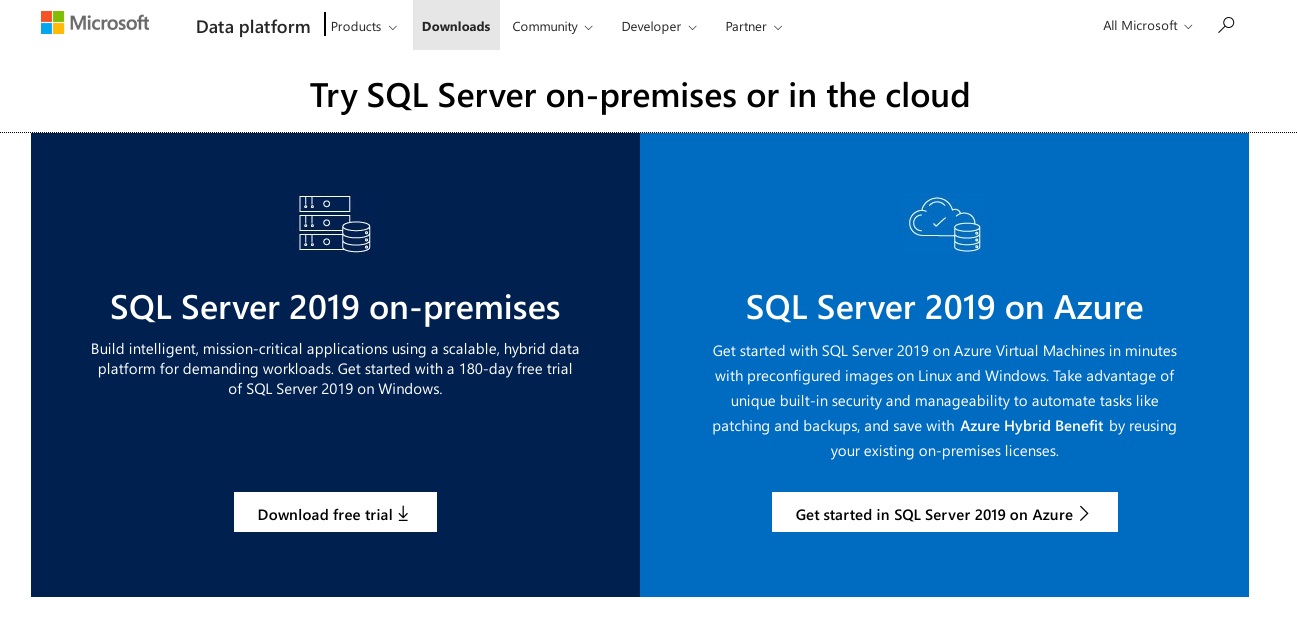 Microsoft
Data platform
Products
Downloads
Community
Developer
Partner
All Microsoft
Try SQL Server on-premises or in the cloud
SQL Server 2019 on-premises
Build intelligent, mission-critical applications using a scalable, hybrid data
platform for demanding workloads. Get started with a 180-day free trial
of SQL Server 2019 on Windows.
Download free trial
SQL Server 2019 on Azure
Get started with SQL Server 2019 on Azure Virtual Machines in minutes
with preconfigured images on Linux and Windows. Take advantage of
unique built-in security and manageability to automate tasks like
patching and backups, and save with Azure Hybrid Benefit by reusing
your existing on-premises licenses.
Get started in SQL Server 2019 on Azure